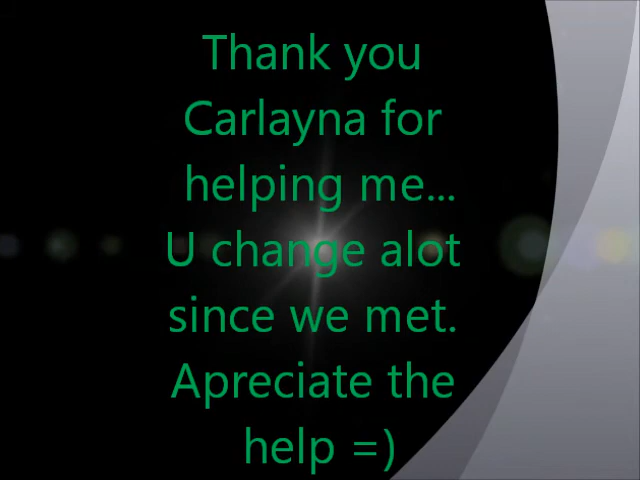 Thank you
Carlayna for
helping me...
U change alot
since we met.
Apreciate the
help =)